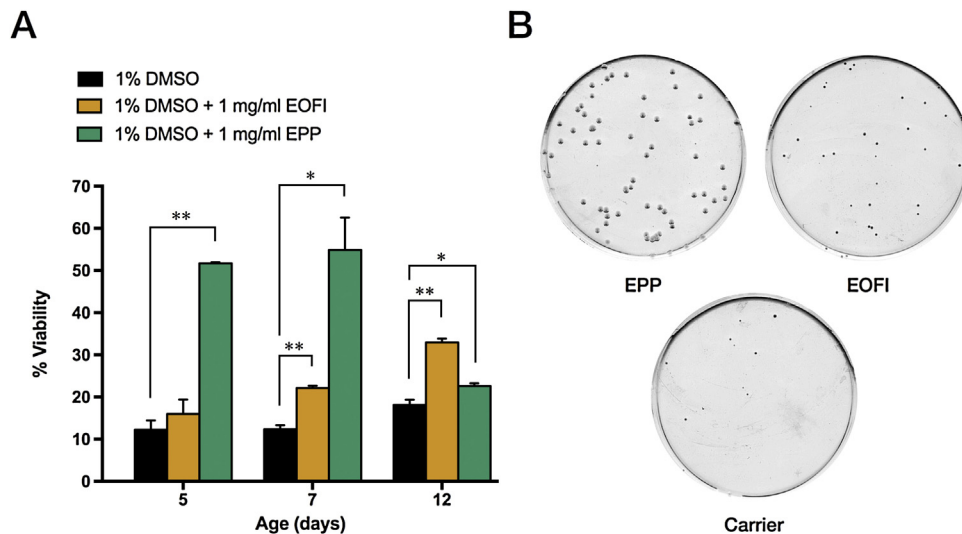 A
B
1% DMSO
1% DMSO + 1 mg/ml EOFI
1% DMSO + 1 mg/ml EPP
% Viability
70
60
50
40
30
20
10
0
**
*
**
*
**
5
7
12
Age (days)
EPP
EOFI
Carrier